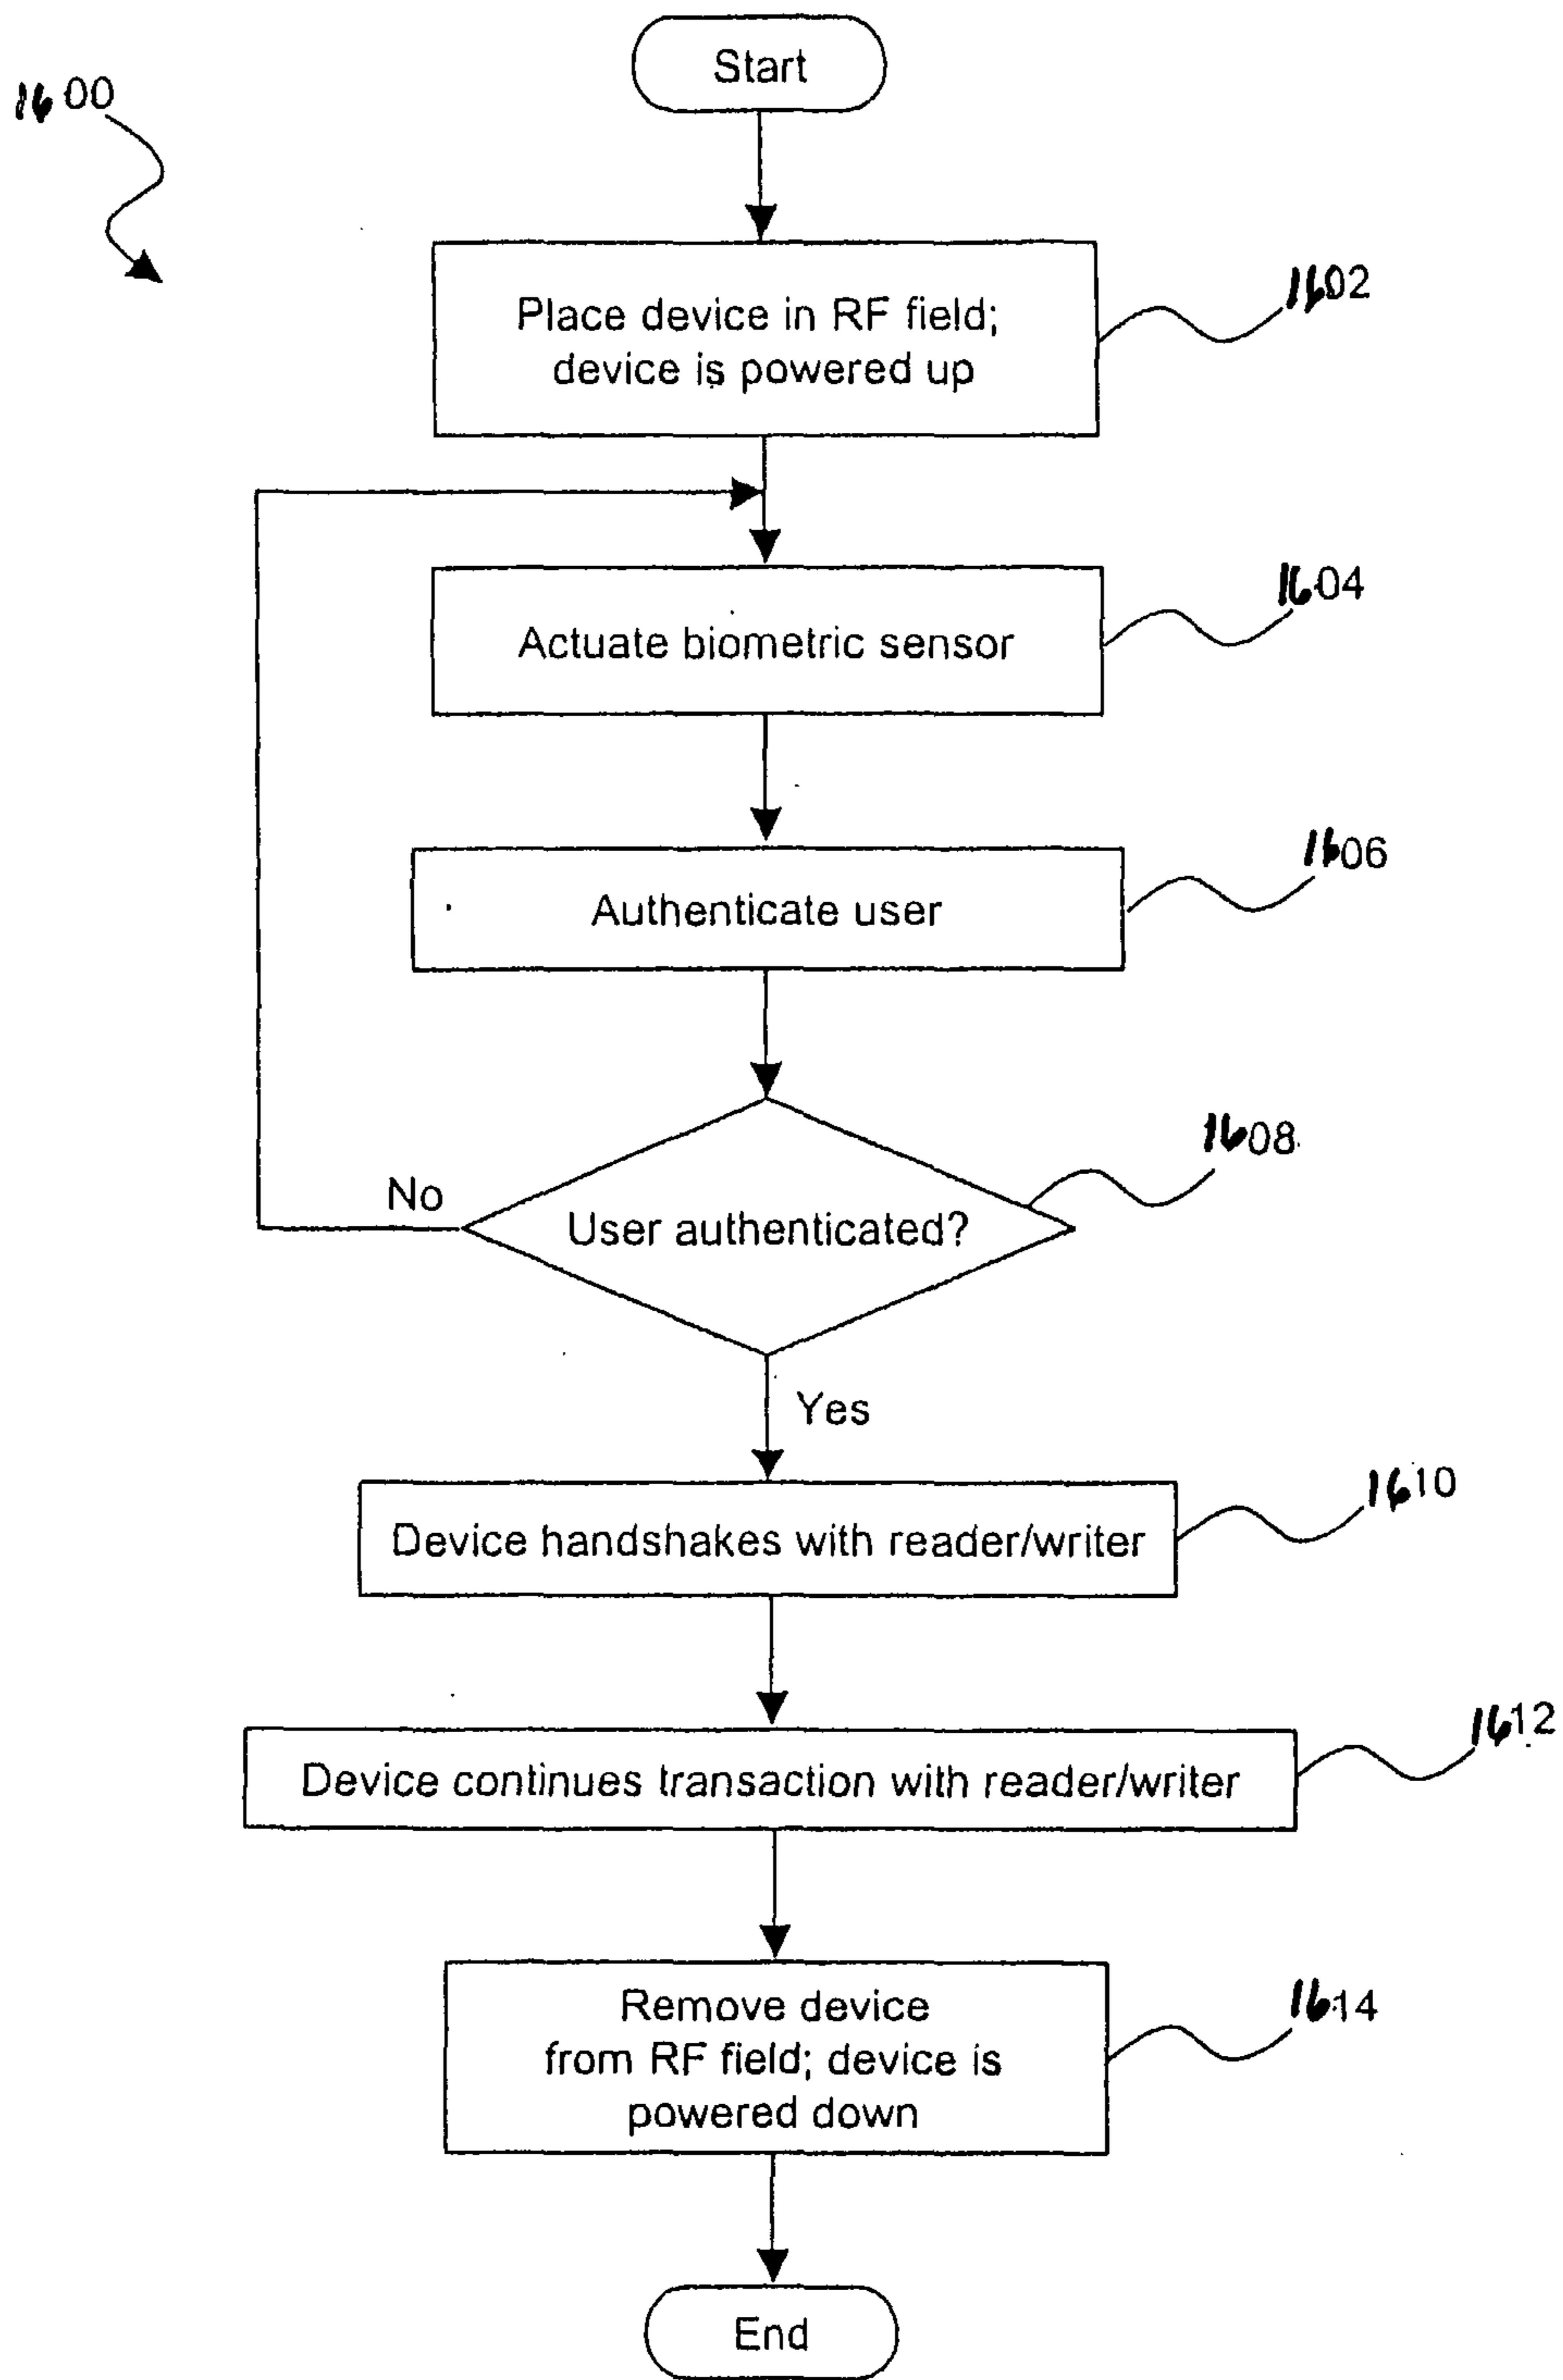 Start
1600
Place device in RF field;
device is powered up
1602
Actuate biometric sensor
1604
Authenticate user
1606
User authenticated?
1608
No
Yes
Device handshakes with reader/writer
1610
Device continues transaction with reader/writer
1612
Remove device
from RF field; device is
powered down
1614
End